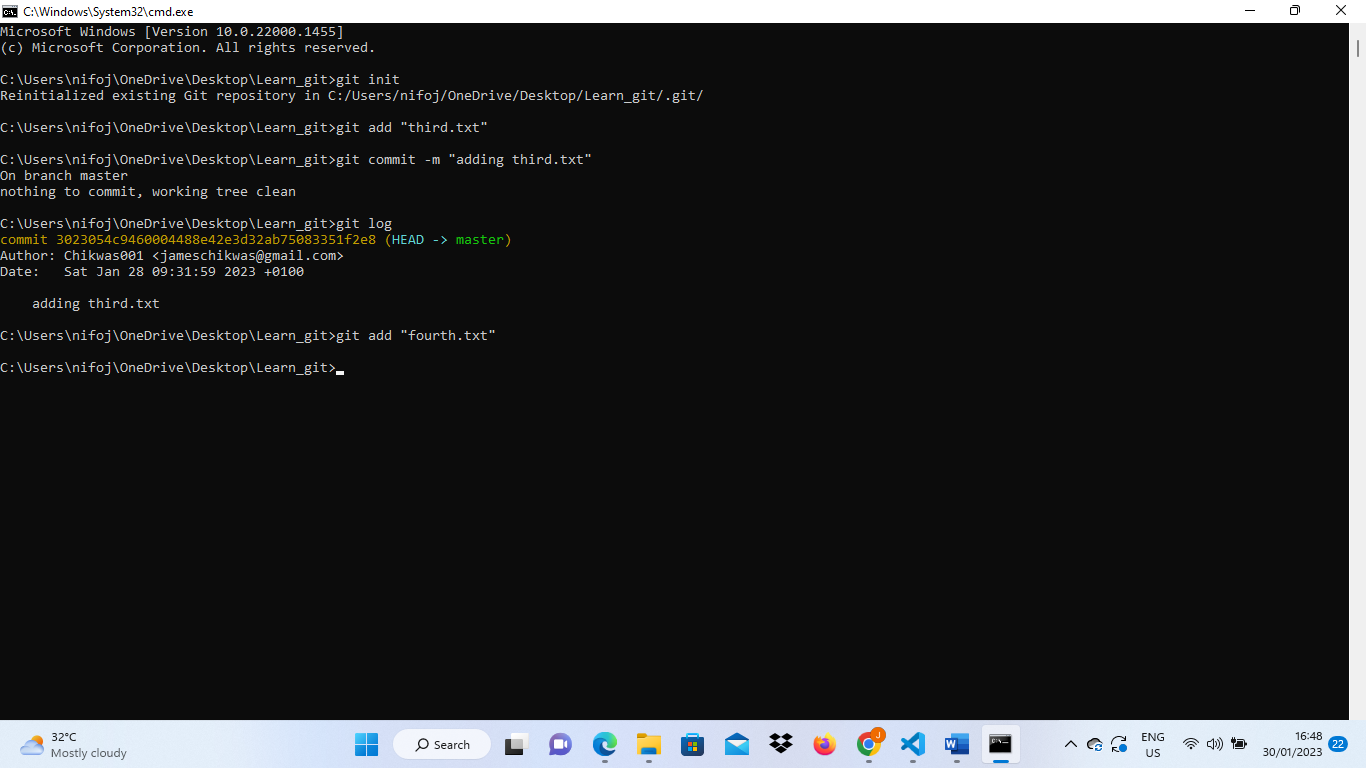 C:\Windows\System32\cmd.exe
Microsoft Windows [Version 10.0.22000.1455]
(c) Microsoft Corporation. All rights reserved.
C:\Users\nifoj\OneDrive\Desktop\Learn_git>git init
Reinitialized existing Git repository in C:/Users/nifoj/OneDrive/Desktop/Learn_git/.git/
C:\Users\nifoj\OneDrive\Desktop\Learn_git>git add "third.txt"
C:\Users\nifoj\OneDrive\Desktop\Learn_git>git commit -m "adding third.txt"
On branch master
nothing to commit, working tree clean
C:\Users\nifoj\OneDrive\Desktop\Learn_git>git log
commit 3023054c9460004488e42e3d32ab75083351f2e8 (HEAD -> master)
Author: Chikwas001 <jameschikwas@gmail.com>
Date:   Sat Jan 28 09:31:59 2023 +0100
    adding third.txt
C:\Users\nifoj\OneDrive\Desktop\Learn_git>git add "fourth.txt"
C:\Users\nifoj\OneDrive\Desktop\Learn_git>
32°C
Mostly cloudy
Search
J
W
ENG
US
16:48
30/01/2023
22